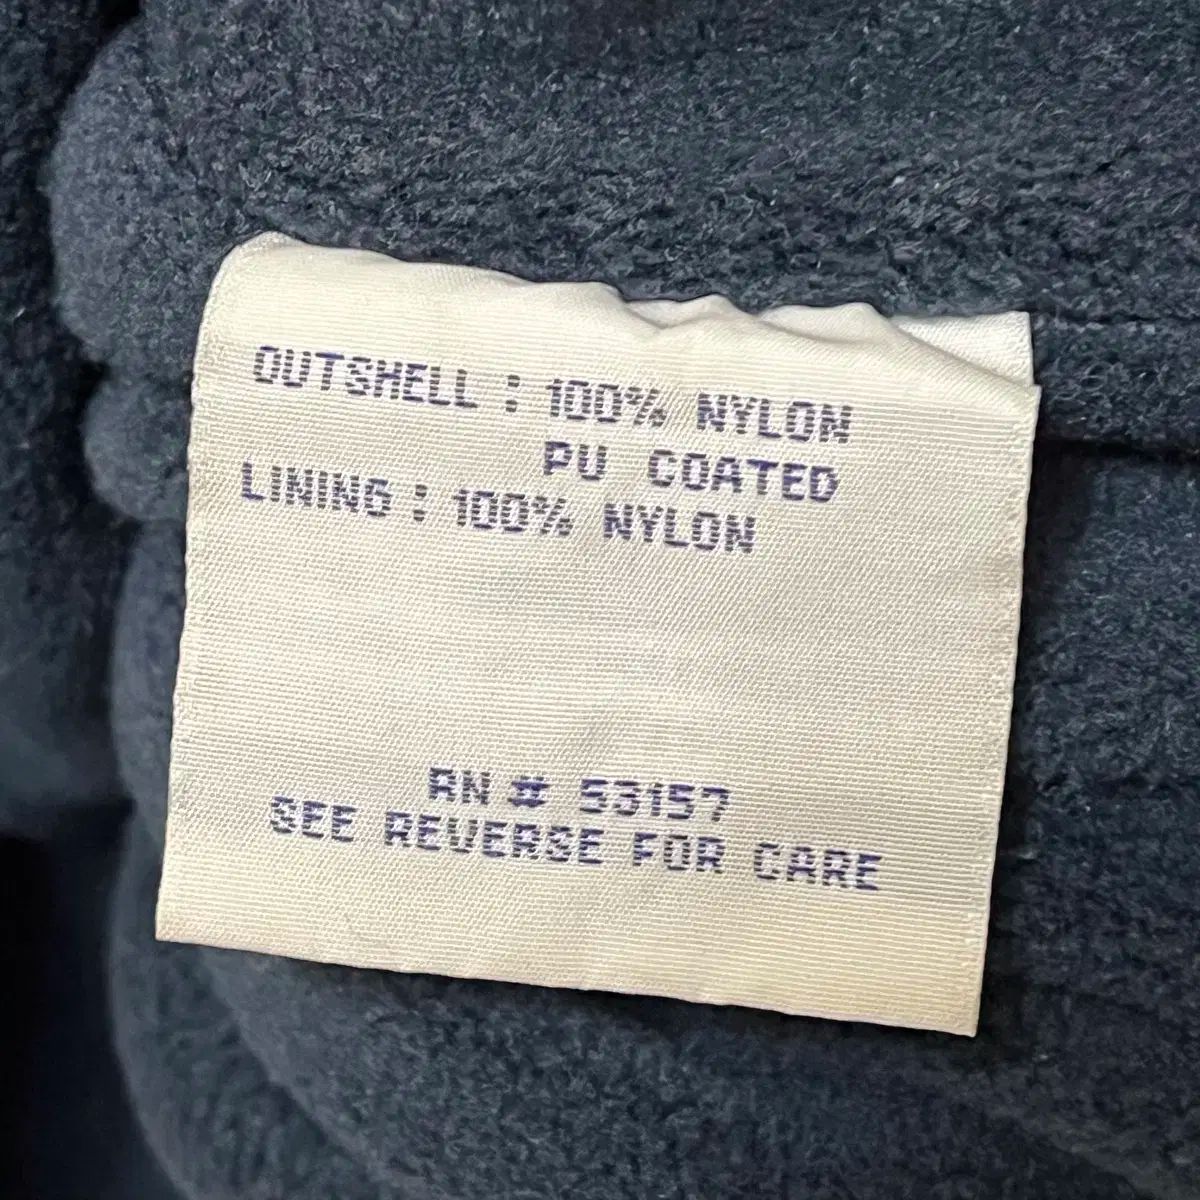 OUTSHELL : 100% NYLON
PU COATED
LINING : 100% NYLON
RN # 53157
SEE REVERSE FOR CARE